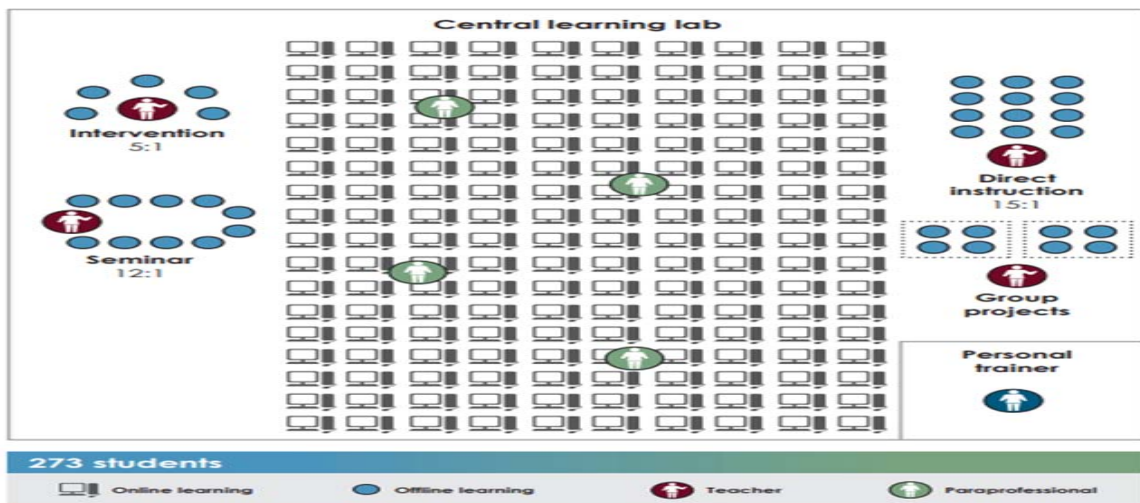 Central learning lab
Intervention
5:1
Seminar
12:1
Direct
instruction
15:1
Group
projects
Personal
trainer
273 students
Online learning
Offline learning
Teacher
Paraprofessional